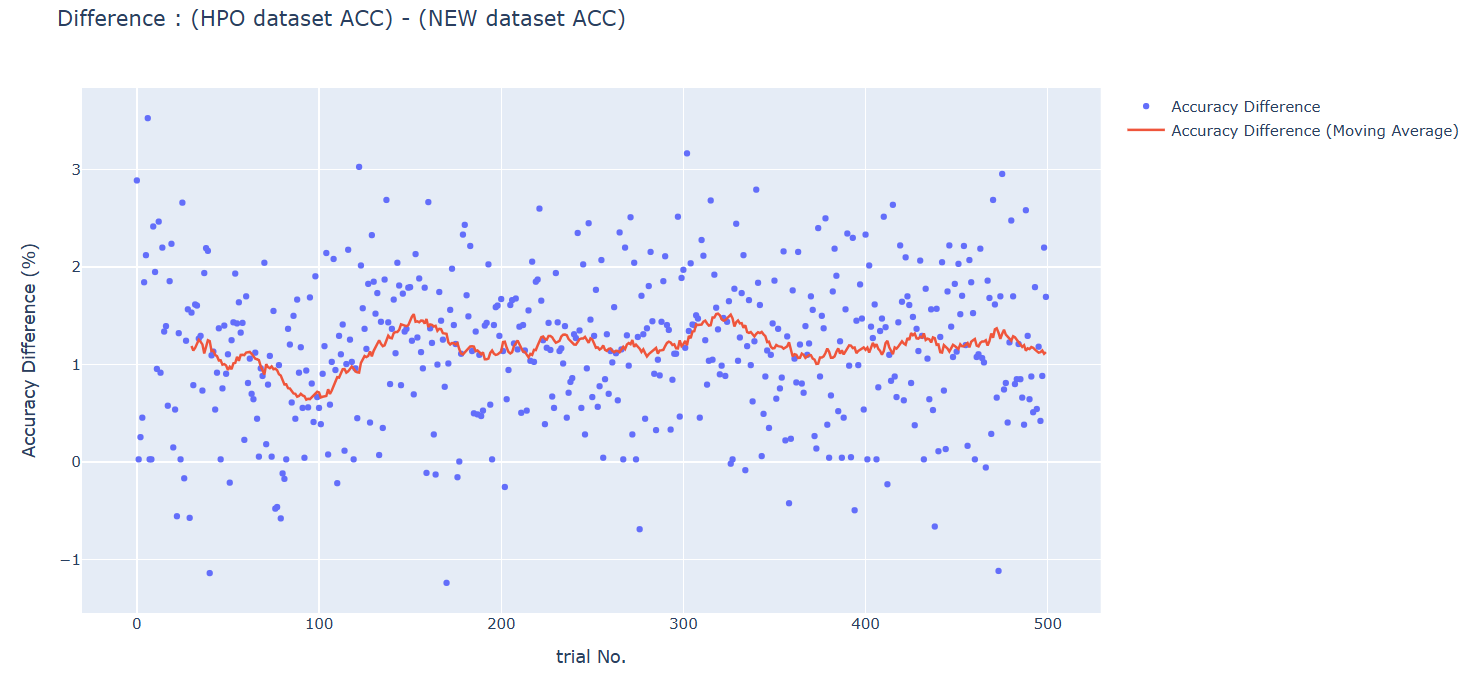 Difference : (HPO dataset ACC) - (NEW dataset ACC)
Accuracy Difference
Accuracy Difference (Moving Average)
Accuracy Difference (%)
3
2
1
0
−1
0 100 200 300 400 500
trial No.